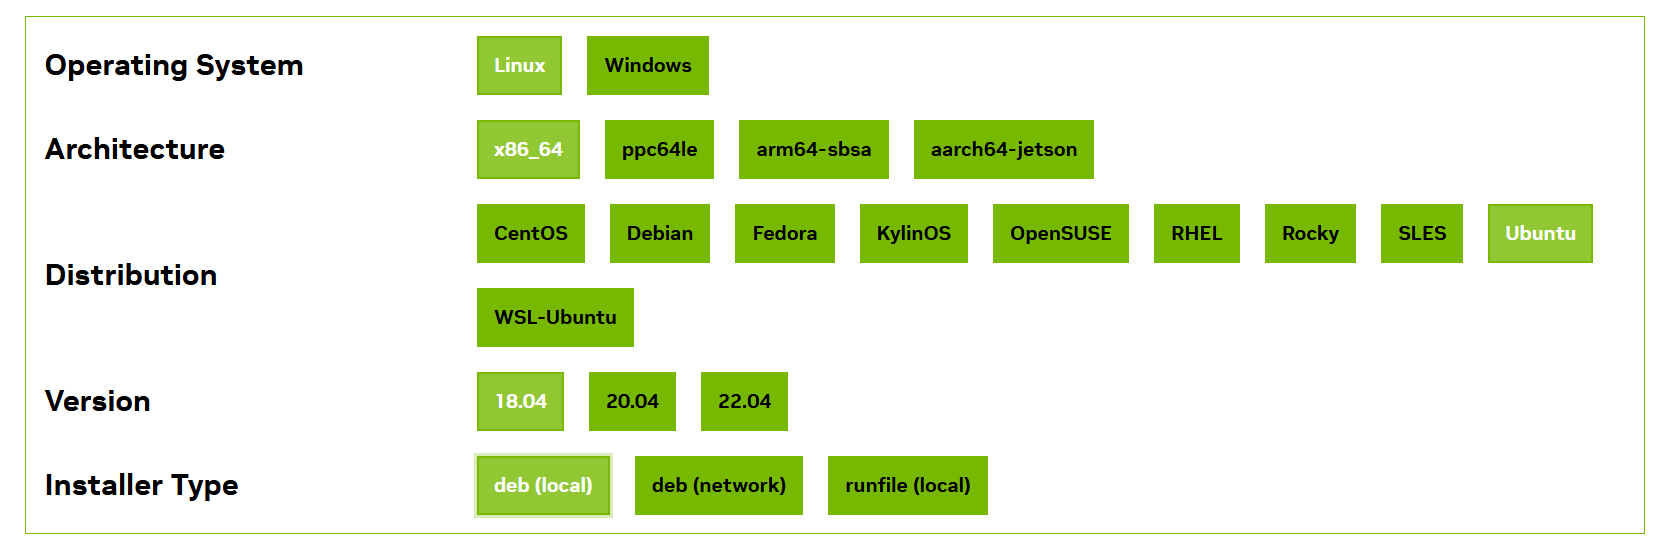 Operating System Linux Windows
Architecture x86_64 ppc64le arm64-sbsa aarch64-jetson
Distribution CentOS Debian Fedora KylinOS OpenSUSE RHEL Rocky SLES Ubuntu
WSL-Ubuntu
Version 18.04 20.04 22.04
Installer Type deb (local) deb (network) runfile (local)